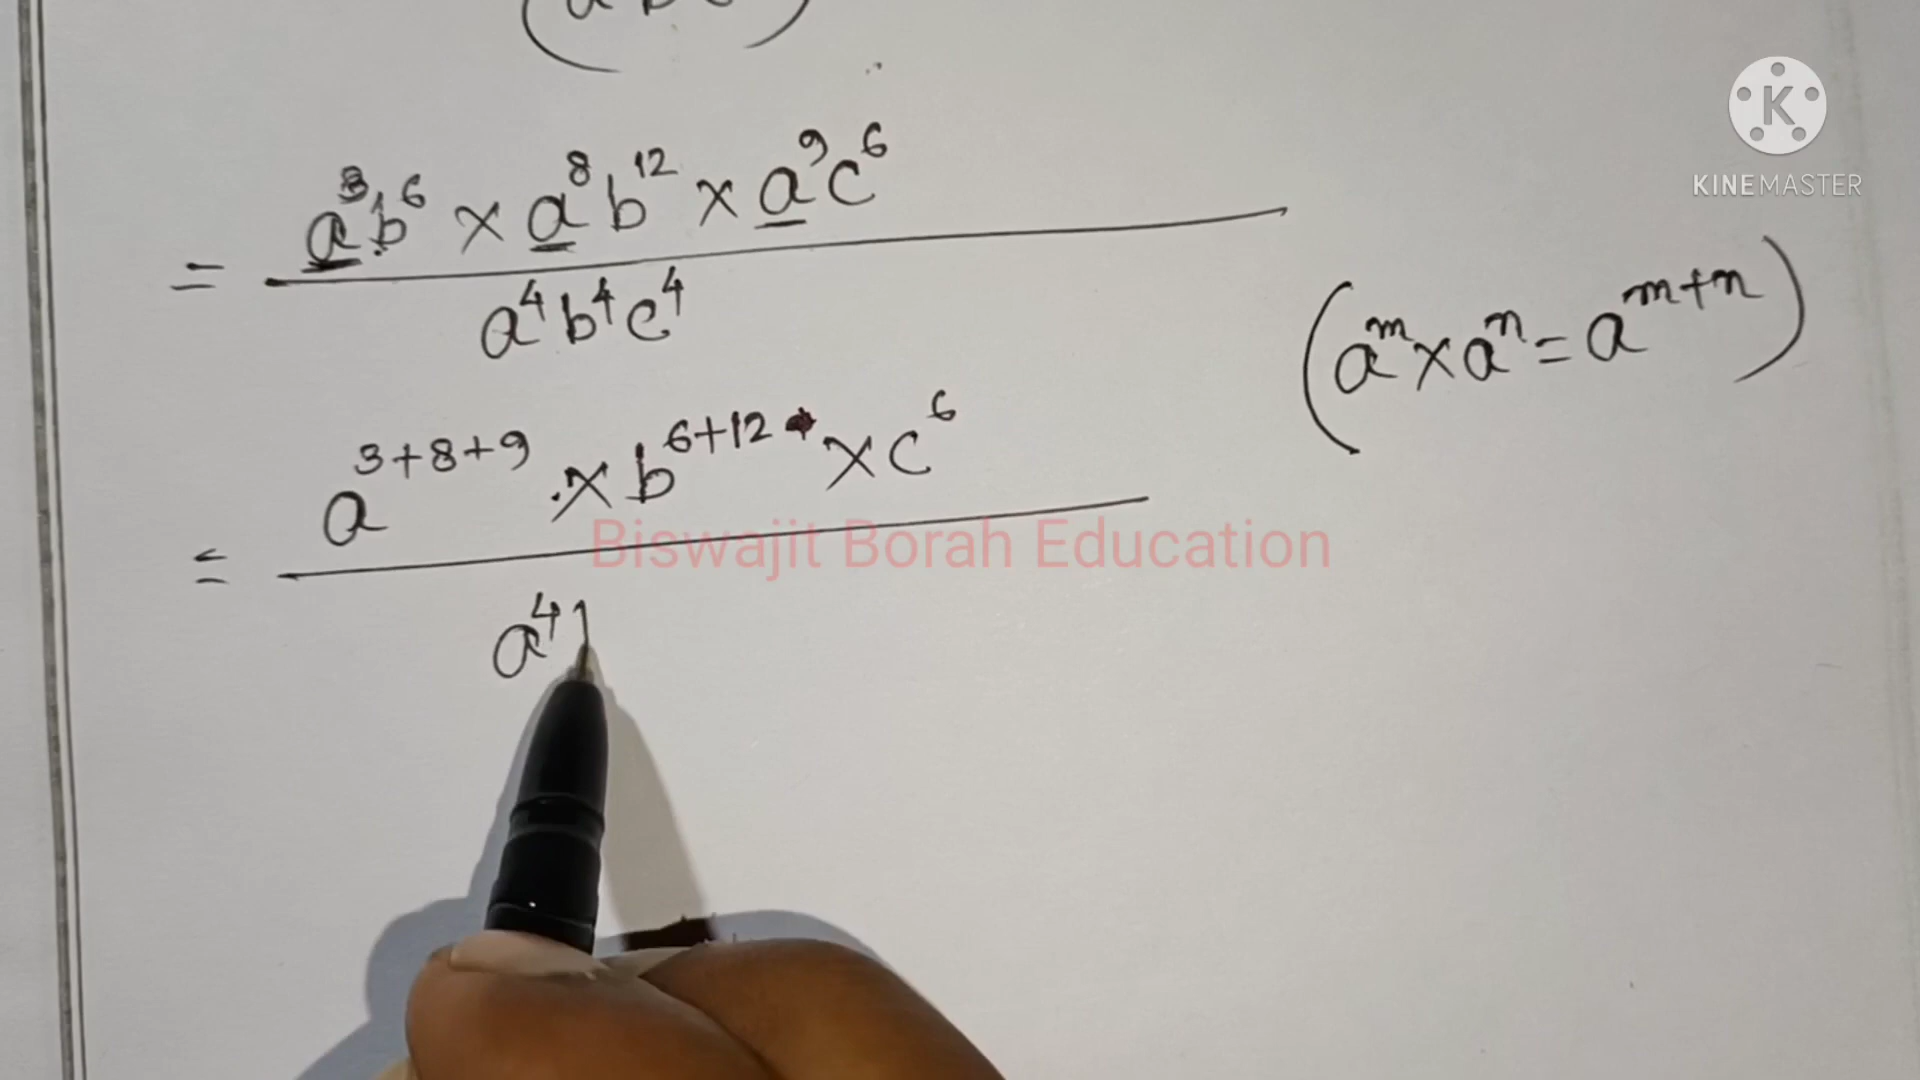 KINEMASTER
= a³b⁶ × a⁸b¹² × a⁹c⁶
a⁴b⁴c⁴
(aᵐ×aⁿ=aᵐ⁺ⁿ)
= a³⁺⁸⁺⁹ × b⁶⁺¹² × c⁶
Biswajit Borah Education
a⁴